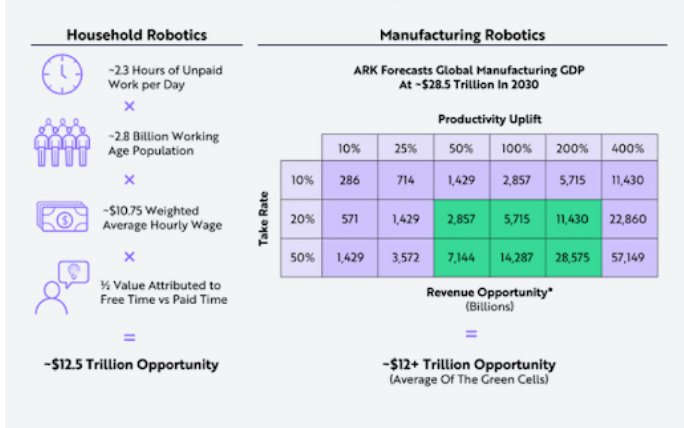 Household Robotics
~2.3 Hours of Unpaid
Work per Day
×
~2.8 Billion Working
Age Population
×
~$10.75 Weighted
Average Hourly Wage
×
½ Value Attributed to
Free Time vs Paid Time
=
~$12.5 Trillion Opportunity
Manufacturing Robotics
ARK Forecasts Global Manufacturing GDP
At ~$28.5 Trillion In 2030
Productivity Uplift
10% 25% 50% 100% 200% 400%
Take Rate
10% 286 714 1,429 2,857 5,715 11,430
20% 571 1,429 2,857 5,715 11,430 22,860
50% 1,429 3,572 7,144 14,287 28,575 57,149
Revenue Opportunity*
(Billions)
=
~$12+ Trillion Opportunity
(Average Of The Green Cells)